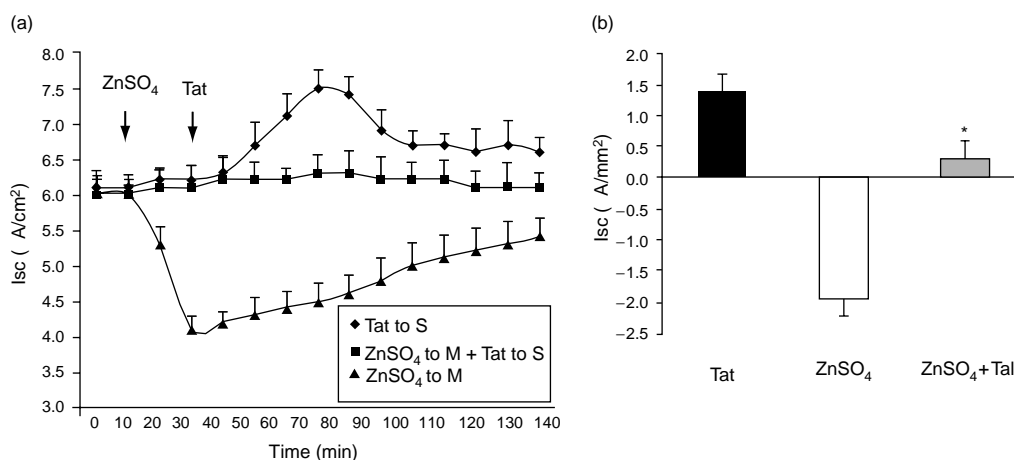 (a)
8.0
7.5
7.0
6.5
6.0
5.5
5.0
4.5
4.0
3.5
3.0
Isc ( A/cm²)
ZnSO₄
Tat
Tat to S
ZnSO₄ to M + Tat to S
ZnSO₄ to M
0 10 20 30 40 50 60 70 80 90 100 110 120 130 140
Time (min)
(b)
2.0
1.5
1.0
0.5
0.0
−0.5
−1.0
−1.5
−2.0
−2.5
Isc ( A/mm²)
*
Tat
ZnSO₄
ZnSO₄+Tal